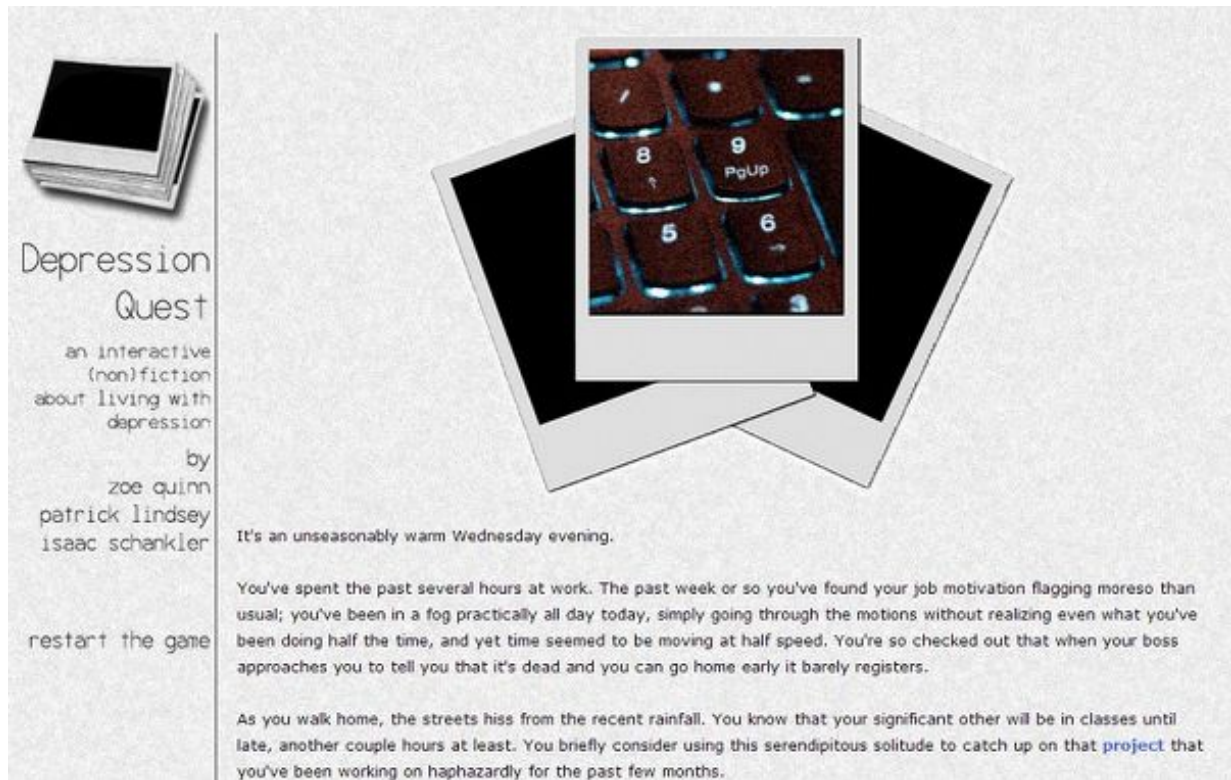 Depression
Quest
an interactive
(non)fiction
about living with
depression
by
zoe quinn
patrick lindsey
isaac schankler
restart the game
8
9
PgUp
5
6
3
It's an unseasonably warm Wednesday evening.
You've spent the past several hours at work. The past week or so you've found your job motivation flagging moreso than
usual; you've been in a fog practically all day today, simply going through the motions without realizing even what you've
been doing half the time, and yet time seemed to be moving at half speed. You're so checked out that when your boss
approaches you to tell you that it's dead and you can go home early it barely registers.
As you walk home, the streets hiss from the recent rainfall. You know that your significant other will be in classes until
late, another couple hours at least. You briefly consider using this serendipitous solitude to catch up on that project that
you've been working on haphazardly for the past few months.